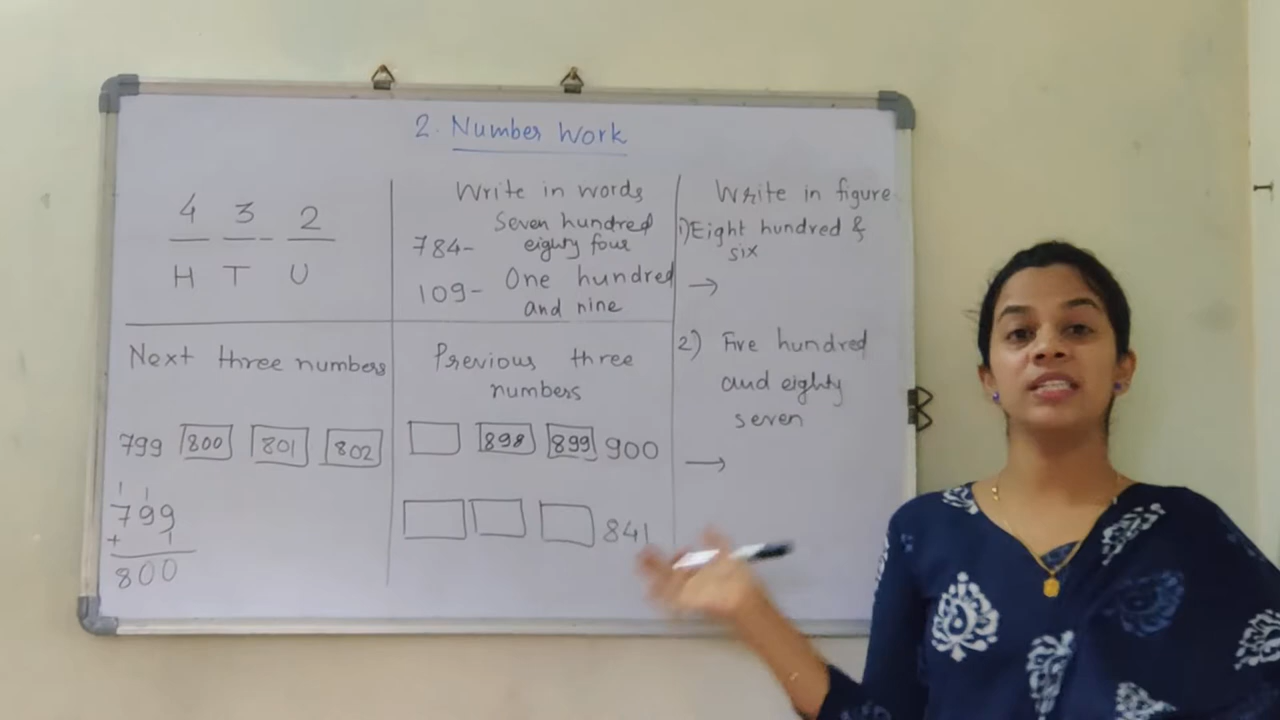 2. Number Work
4 3 2
H T U
Write in words
Seven hundred
784- eighty four
109- One hundred
and nine
Write in figure
1) Eight hundred &
six
→
2) Five hundred
and eighty
seven
→
Next three numbers
799 800 801 802
1 1
799
+ 1
800
Previous three
numbers
898 899 900
841